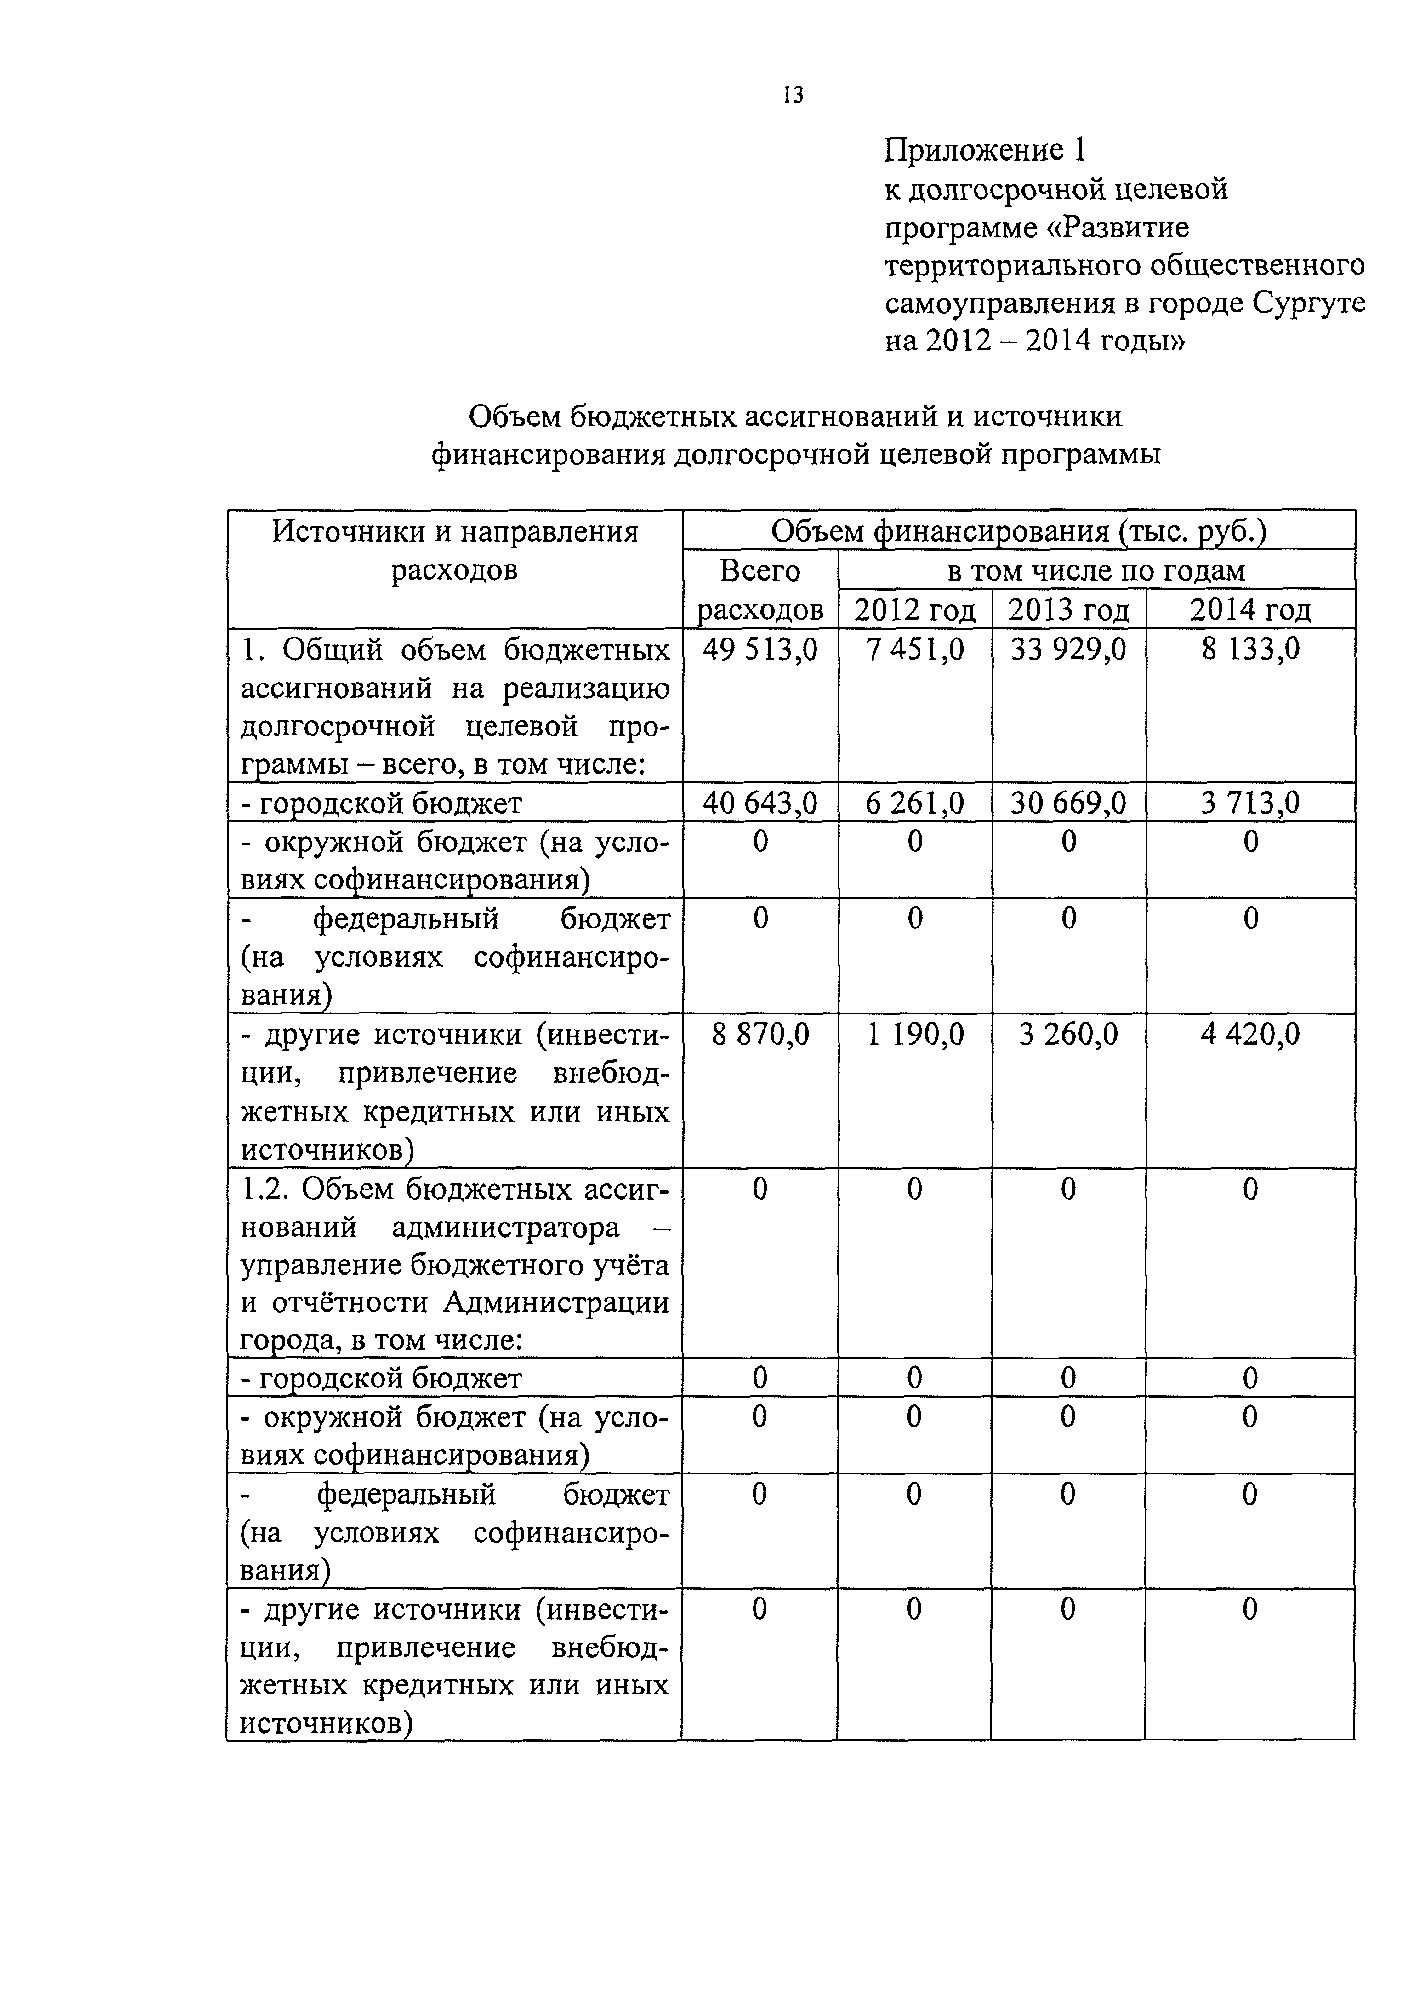 13
Приложение 1
к долгосрочной целевой
программе «Развитие
территориального общественного
самоуправления в городе Сургуте
на 2012 – 2014 годы»
Объем бюджетных ассигнований и источники
финансирования долгосрочной целевой программы
Источники и направления
расходов
Объем финансирования (тыс. руб.)
Всего
расходов
в том числе по годам
2012 год 2013 год 2014 год
1. Общий объем бюджетных 49 513,0 7 451,0 33 929,0 8 133,0
ассигнований на реализацию
долгосрочной целевой про-
граммы – всего, в том числе:
- городской бюджет 40 643,0 6 261,0 30 669,0 3 713,0
- окружной бюджет (на усло- 0 0 0 0
виях софинансирования)
- федеральный бюджет 0 0 0 0
(на условиях софинансиро-
вания)
- другие источники (инвести- 8 870,0 1 190,0 3 260,0 4 420,0
ции, привлечение внебюд-
жетных кредитных или иных
источников)
1.2. Объем бюджетных ассиг- 0 0 0 0
нований администратора –
управление бюджетного учёта
и отчётности Администрации
города, в том числе:
- городской бюджет 0 0 0 0
- окружной бюджет (на усло- 0 0 0 0
виях софинансирования)
- федеральный бюджет 0 0 0 0
(на условиях софинансиро-
вания)
- другие источники (инвести- 0 0 0 0
ции, привлечение внебюд-
жетных кредитных или иных
источников)